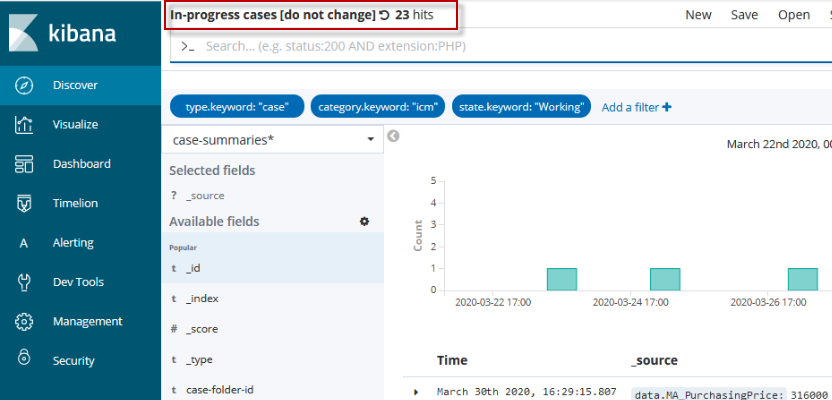 kibana
Discover
Visualize
Dashboard
Timelion
A Alerting
Dev Tools
Management
Security
In-progress cases [do not change] 23 hits
New Save Open
>_ Search... (e.g. status:200 AND extension:PHP)
type.keyword: "case" category.keyword: "icm" state.keyword: "Working" Add a filter +
case-summaries*
Selected fields
? _source
Available fields
Popular
t _id
t _index
# _score
t _type
t case-folder-id
March 22nd 2020, 00
Count
5
4
3
2
1
0
2020-03-22 17:00 2020-03-24 17:00 2020-03-26 17:00
Time _source
March 30th 2020, 16:29:15.807 data.MA_PurchasingPrice: 316000